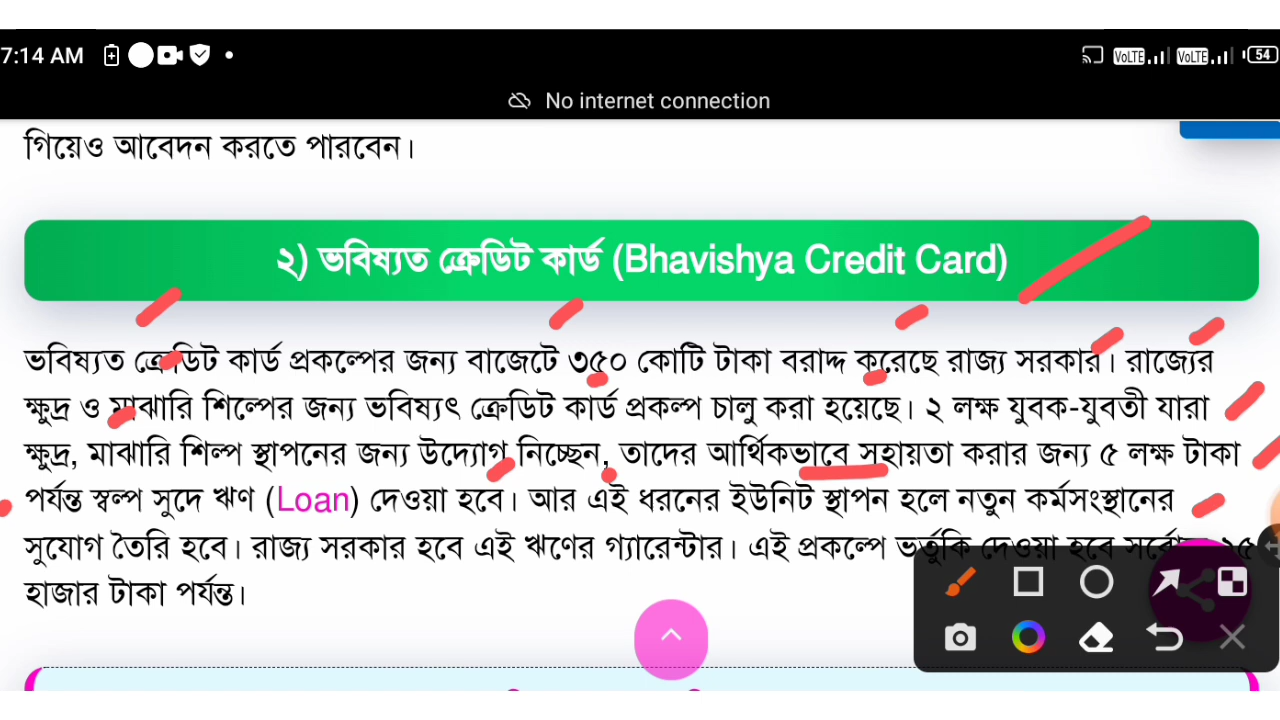 7:14 AM
VoLTE VoLTE 54
No internet connection
গিয়েও আবেদন করতে পারবেন।
২) ভবিষ্যত ক্রেডিট কার্ড (Bhavishya Credit Card)
ভবিষ্যত ক্রেডিট কার্ড প্রকল্পের জন্য বাজেটে ৩৫০ কোটি টাকা বরাদ্দ করেছে রাজ্য সরকার। রাজ্যের
ক্ষুদ্র ও মাঝারি শিল্পের জন্য ভবিষ্যৎ ক্রেডিট কার্ড প্রকল্প চালু করা হয়েছে। ২ লক্ষ যুবক-যুবতী যারা
ক্ষুদ্র, মাঝারি শিল্প স্থাপনের জন্য উদ্যোগ নিচ্ছেন, তাদের আর্থিকভাবে সহায়তা করার জন্য ৫ লক্ষ টাকা
পর্যন্ত স্বল্প সুদে ঋণ (Loan) দেওয়া হবে। আর এই ধরনের ইউনিট স্থাপন হলে নতুন কর্মসংস্থানের
সুযোগ তৈরি হবে। রাজ্য সরকার হবে এই ঋণের গ্যারেন্টার। এই প্রকল্পে ভর্তুকি দেওয়া হবে
হাজার টাকা পর্যন্ত।